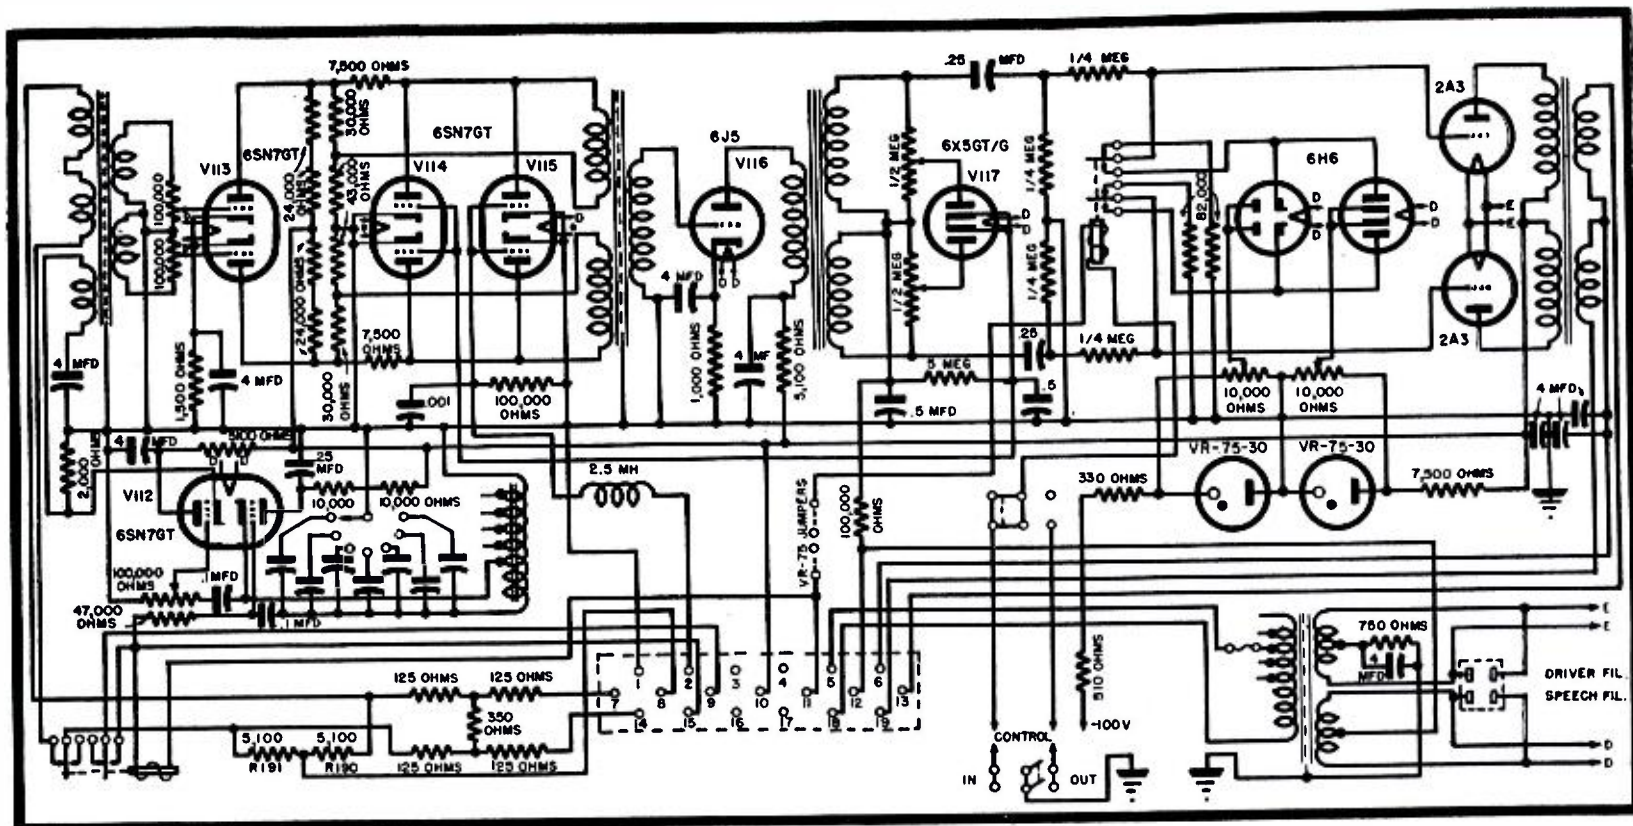 7,500 OHMS
.25 MFD
1/4 MEG
2A3
30,000 OHMS
6SN7GT
6J5
6SN7GT
V113
V114
V115
V116
6X5GT/G
V117
6H6
1/2 MEG
1/4 MEG
82,000
100,000
100,000
24,000 OHMS
43,000 OHMS
D
D
D
D
D
D
D
D
E
E
4 MFD
D
D
24,000 OHMS
1/2 MEG
1/4 MEG
2A3
7,500 OHMS
30,000 OHMS
.25
1/4 MEG
4 MFD
1,500 OHMS
4 MFD
.001
100,000 OHMS
1,000 OHMS
4 MF
5,100 OHMS
.5 MEG
.5 MFD
.5
10,000 OHMS
10,000 OHMS
4 MFD
2,000 OHMS
4 MFD
5100 OHMS
D
D
.25 MFD
V112
6SN7GT
10,000
10,000 OHMS
2.5 MH
VR-75 JUMPERS
100,000 OHMS
330 OHMS
VR-75-30
VR-75-30
7,500 OHMS
100,000 OHMS
.1 MFD
47,000 OHMS
.1 MFD
510 OHMS
750 OHMS
4 MFD
E
E
DRIVER FIL.
SPEECH FIL.
D
D
1
2
3
4
5
6
7
8
9
10
11
12
13
14
15
16
17
18
19
125 OHMS
125 OHMS
350 OHMS
125 OHMS
125 OHMS
5,100
5,100
R191
R190
-100V
CONTROL
IN
OUT